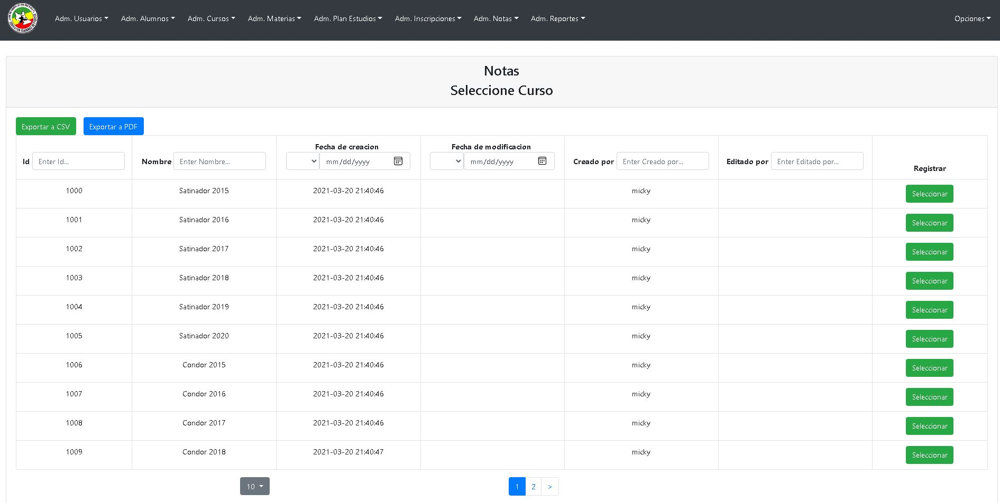 Adm. Usuarios Adm. Alumnos Adm. Cursos Adm. Materias Adm. Plan Estudios Adm. Inscripciones Adm. Notas Adm. Reportes Opciones
Notas
Seleccione Curso
Exportar a CSV Exportar a PDF
Id Enter Id... Nombre Enter Nombre... Fecha de creacion mm/dd/yyyy Fecha de modificacion mm/dd/yyyy Creado por Enter Creado por... Editado por Enter Editado por... Registrar
1000 Satinador 2015 2021-03-20 21:40:46 micky Seleccionar
1001 Satinador 2016 2021-03-20 21:40:46 micky Seleccionar
1002 Satinador 2017 2021-03-20 21:40:46 micky Seleccionar
1003 Satinador 2018 2021-03-20 21:40:46 micky Seleccionar
1004 Satinador 2019 2021-03-20 21:40:46 micky Seleccionar
1005 Satinador 2020 2021-03-20 21:40:46 micky Seleccionar
1006 Condor 2015 2021-03-20 21:40:46 micky Seleccionar
1007 Condor 2016 2021-03-20 21:40:46 micky Seleccionar
1008 Condor 2017 2021-03-20 21:40:46 micky Seleccionar
1009 Condor 2018 2021-03-20 21:40:47 micky Seleccionar
10 1 2 >